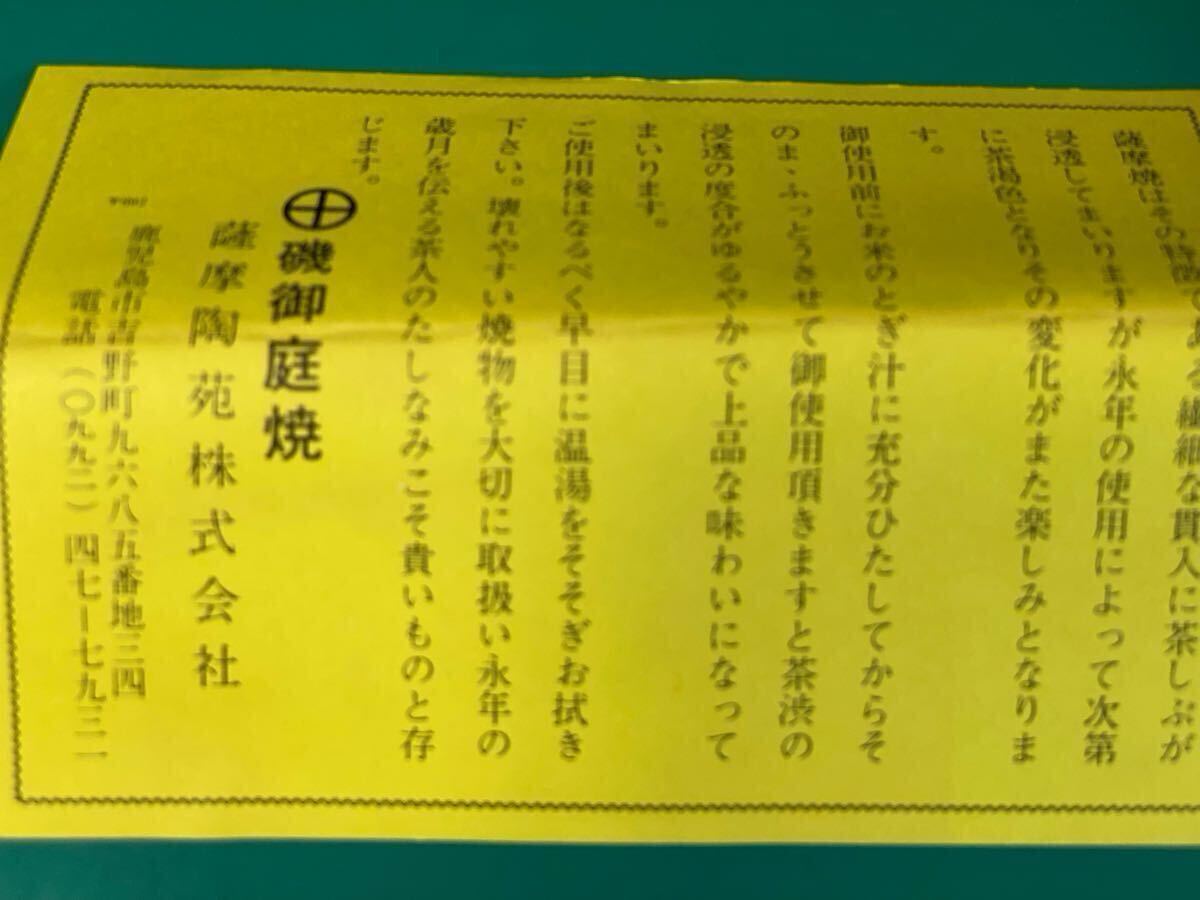 薩摩焼はその特徴である繊細な貫入に茶しぶが
浸透してまいりますが永年の使用によって次第
に茶湯色となりその変化がまた楽しみとなりま
す。
御使用前にお米のとぎ汁に充分ひたしてからそ
のま・ふっとうさせて御使用頂きますと茶渋の
浸透の度合がゆるやかで上品な味わいになって
まいります。
ご使用後はなるべく早目に温湯をそそぎお拭き
下さい。壊れやすい焼物を大切に取扱い永年の
歳月を伝える茶人のたしなみこそ貴いものと存
じます。
磯御庭焼
薩摩陶苑株式会社
鹿児島市吉野町九六八五番地三四
電話(〇九九二)四七ー七九三一